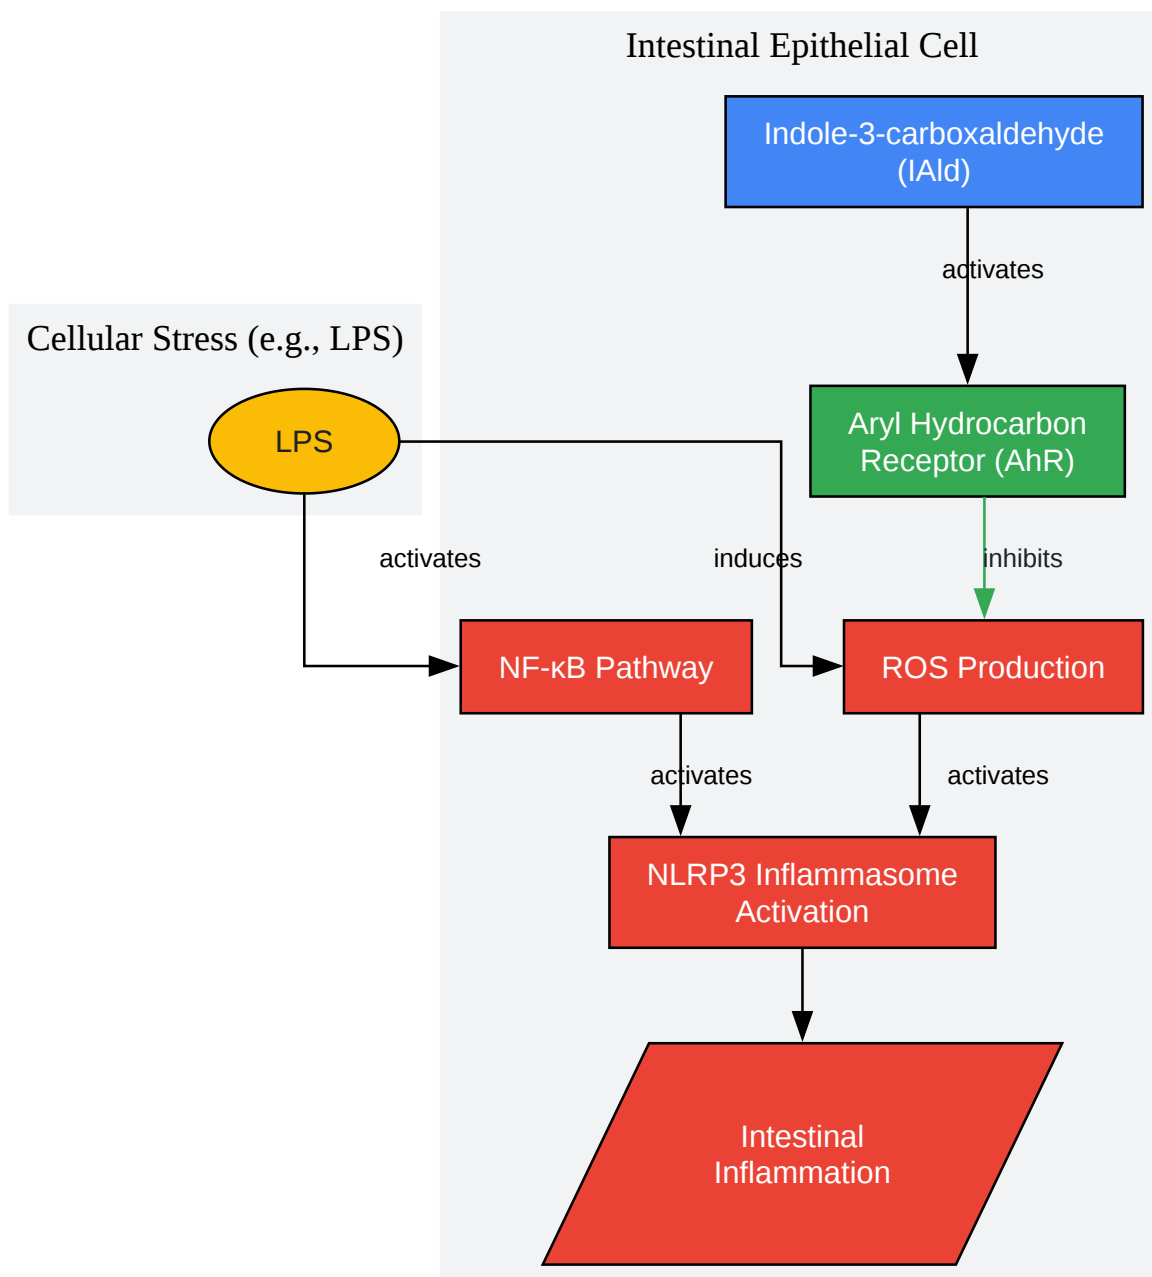 Intestinal Epithelial Cell
Indole-3-carboxaldehyde
(IAld)
activates
Cellular Stress (e.g., LPS)
LPS
Aryl Hydrocarbon
Receptor (AhR)
activates
induces
inhibits
NF-κB Pathway
ROS Production
activates
activates
NLRP3 Inflammasome
Activation
Intestinal
Inflammation